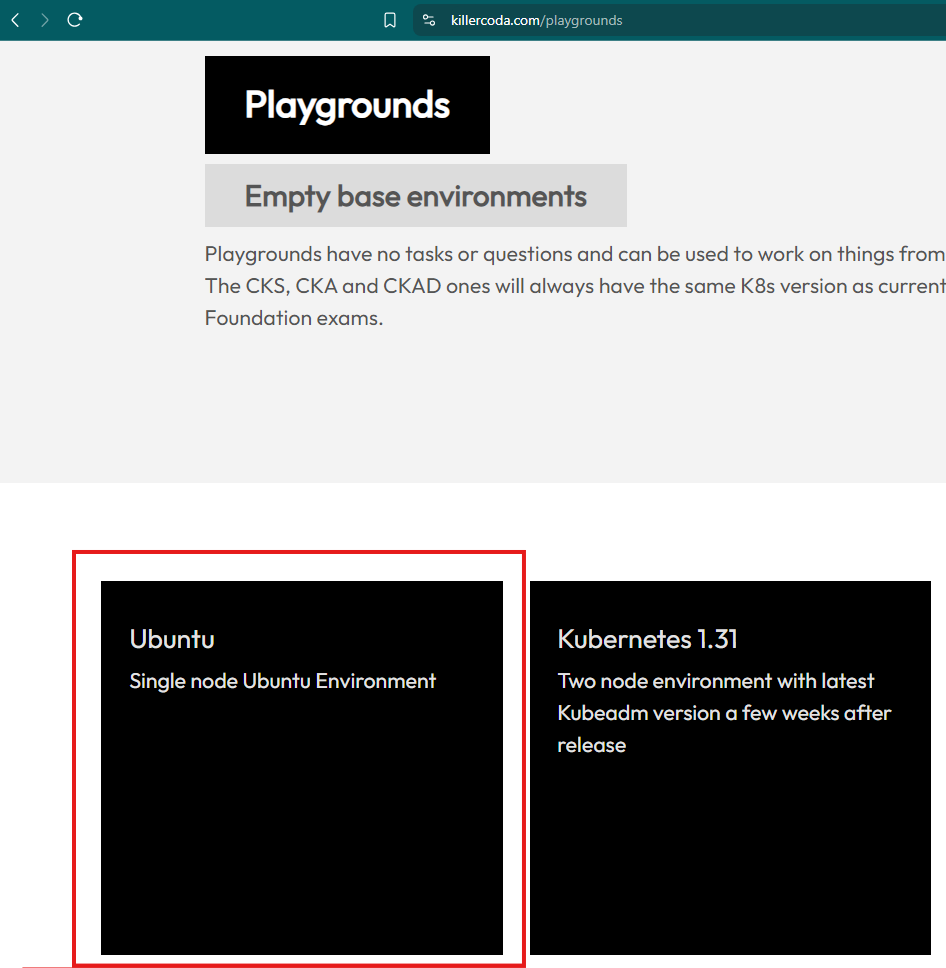 killercoda.com/playgrounds
Playgrounds
Empty base environments
Playgrounds have no tasks or questions and can be used to work on things from
The CKS, CKA and CKAD ones will always have the same K8s version as current
Foundation exams.
Ubuntu
Single node Ubuntu Environment
Kubernetes 1.31
Two node environment with latest
Kubeadm version a few weeks after
release